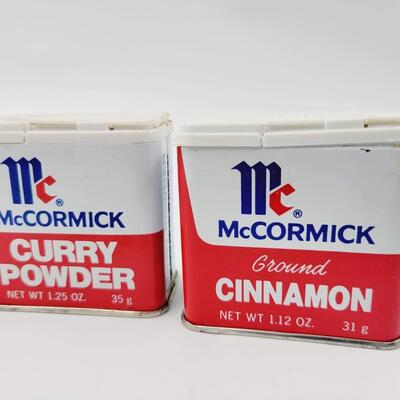 Mc®
McCORMICK
CURRY
POWDER
NET WT 1.25 OZ. 35 g
Mc®
McCORMICK
Ground
CINNAMON
NET WT 1.12 OZ. 31 g